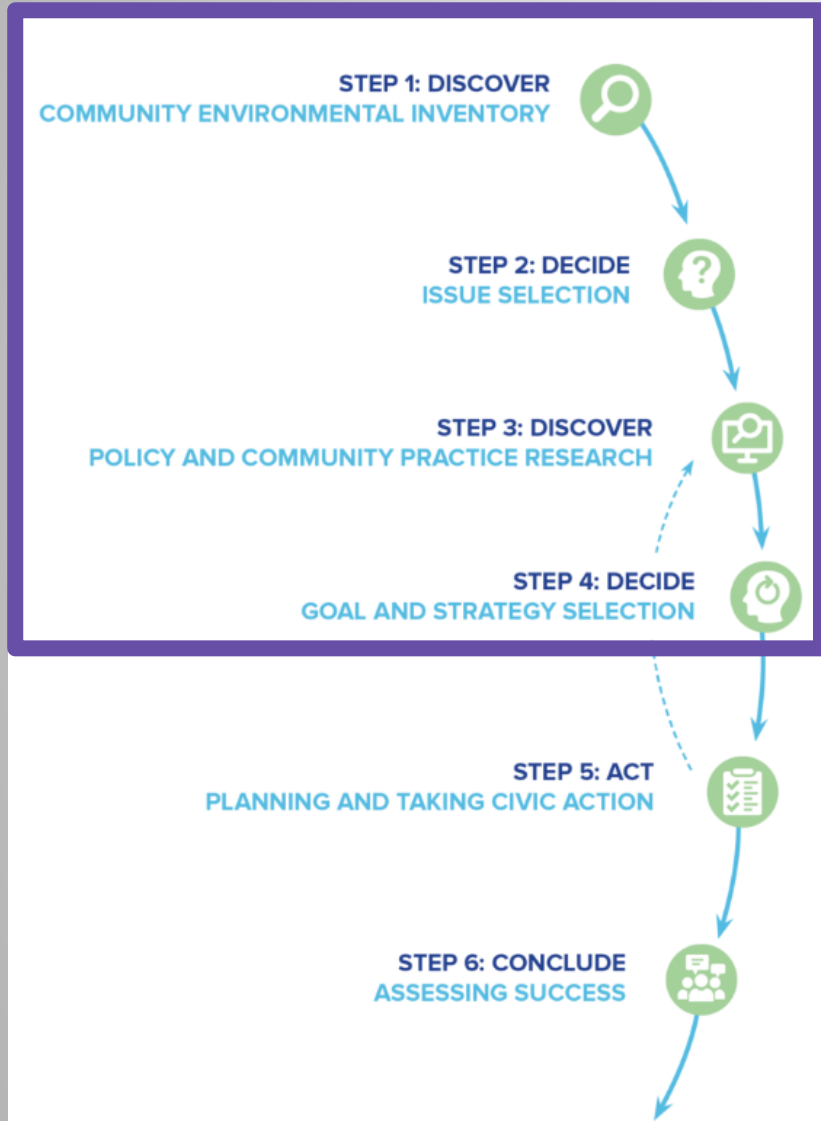 STEP 1: DISCOVER
COMMUNITY ENVIRONMENTAL INVENTORY
STEP 2: DECIDE
ISSUE SELECTION
STEP 3: DISCOVER
POLICY AND COMMUNITY PRACTICE RESEARCH
STEP 4: DECIDE
GOAL AND STRATEGY SELECTION
STEP 5: ACT
PLANNING AND TAKING CIVIC ACTION
STEP 6: CONCLUDE
ASSESSING SUCCESS